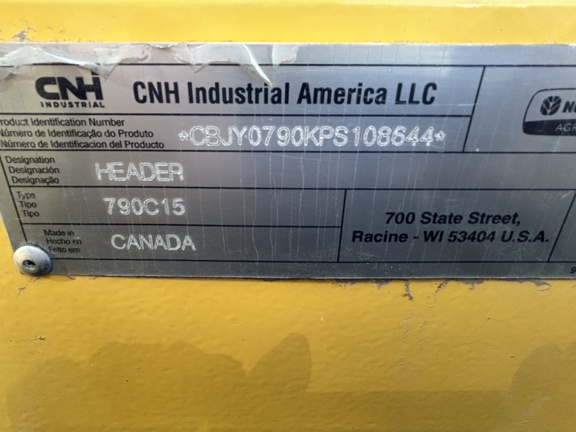 CNH
INDUSTRIAL
CNH Industrial America LLC
Product Identification Number
Número de Identificação do Produto
Número de Identificacion del Producto
*CBJY0790KPS108644*
Designation
Designación
Designação
HEADER
Type
Tipo
Tipo
790C15
Made in
Hecho en
Feito em
CANADA
700 State Street,
Racine - WI 53404 U.S.A.